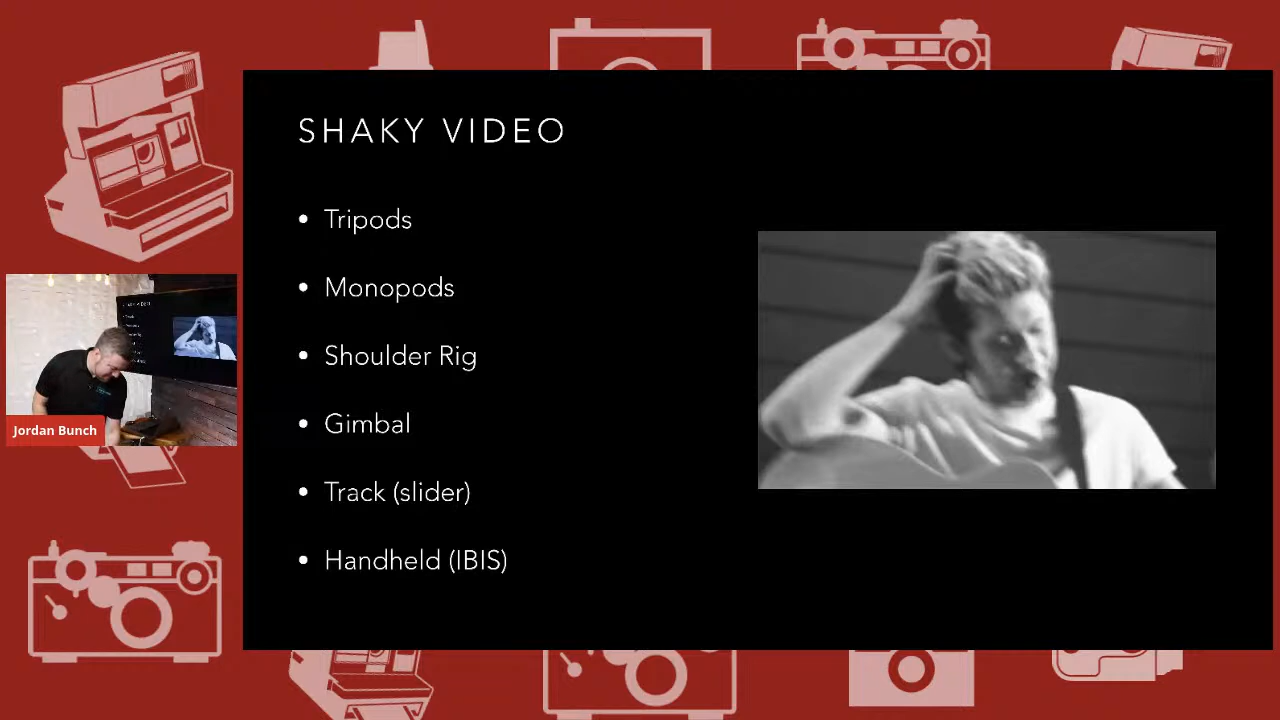 SHAKY VIDEO
• Tripods
• Monopods
• Shoulder Rig
• Gimbal
• Track (slider)
• Handheld (IBIS)
Jordan Bunch